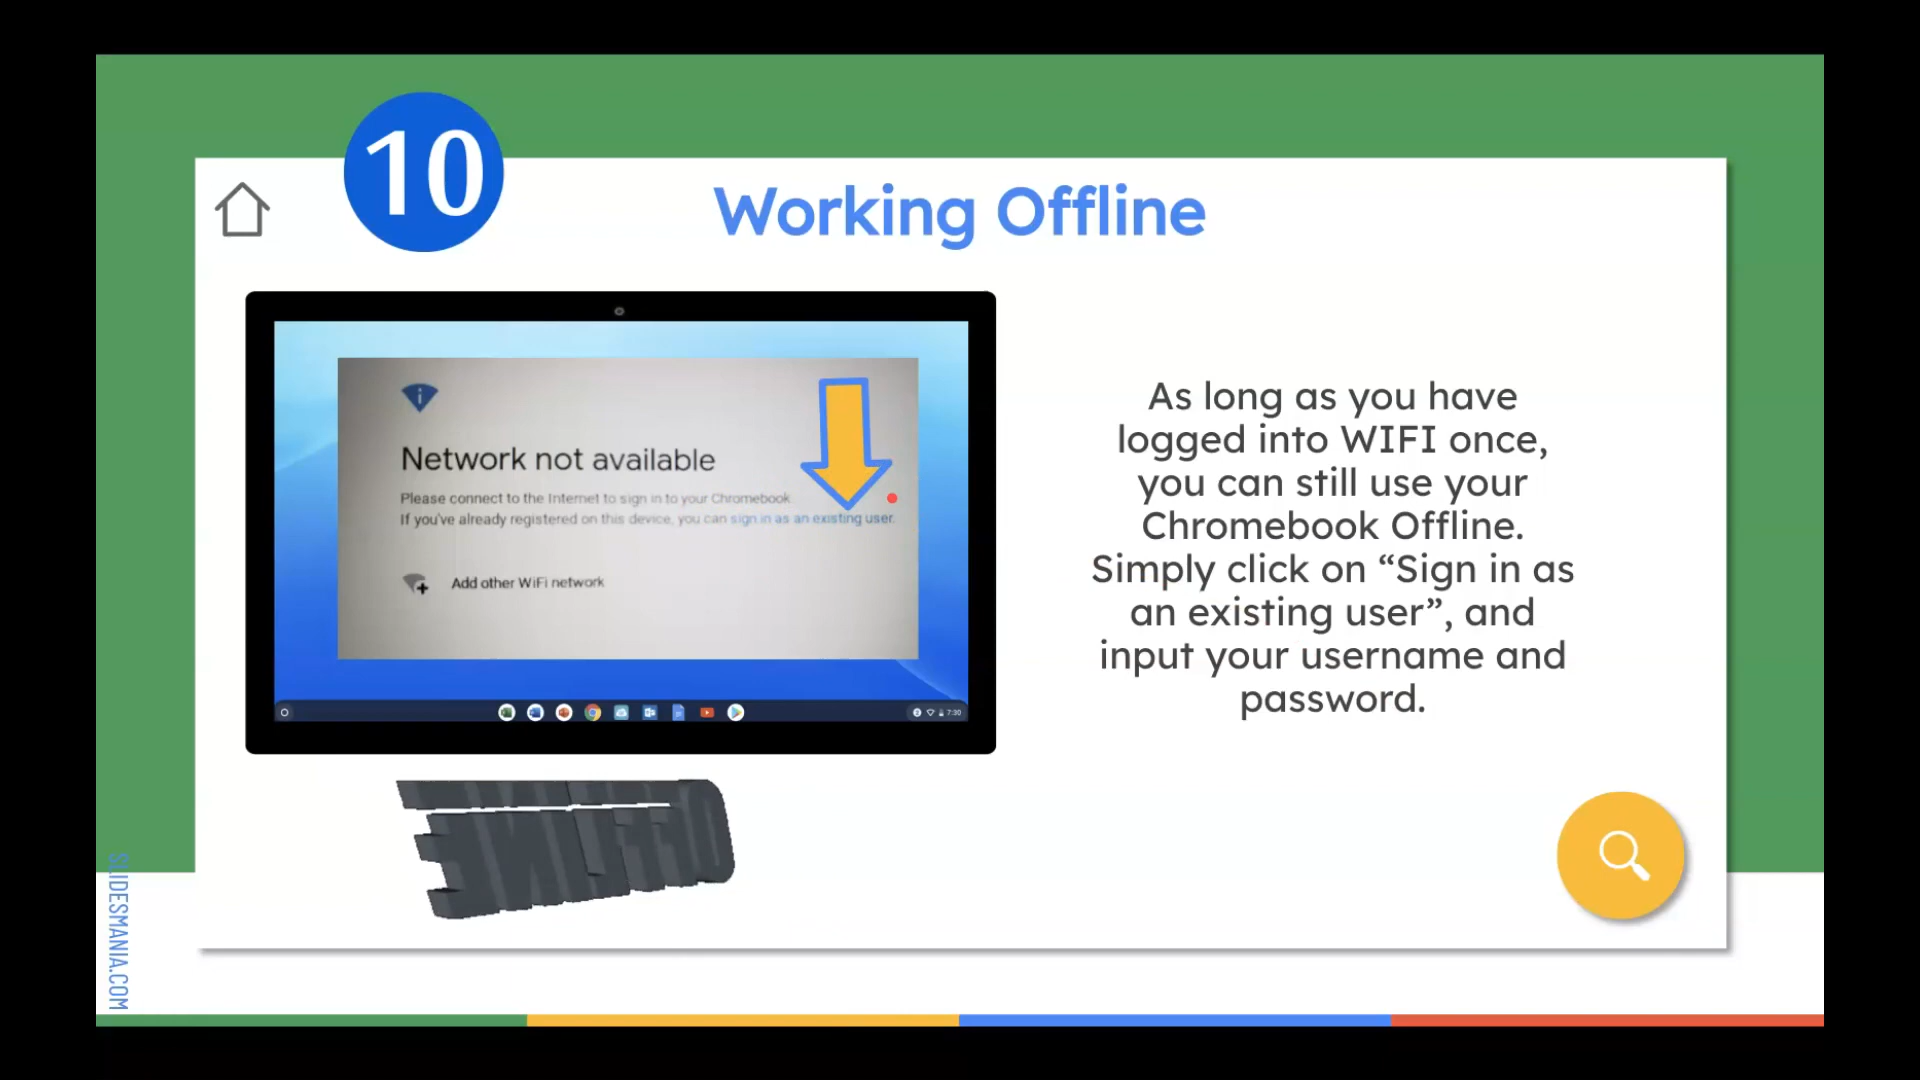 10
Working Offline
Network not available
Please connect to the Internet to sign in to your Chromebook.
If you've already registered on this device, you can sign in as an existing user.
Add other WiFi network
7:30
As long as you have
logged into WIFI once,
you can still use your
Chromebook Offline.
Simply click on “Sign in as
an existing user”, and
input your username and
password.
OFFLINE
SLIDESMANIA.COM